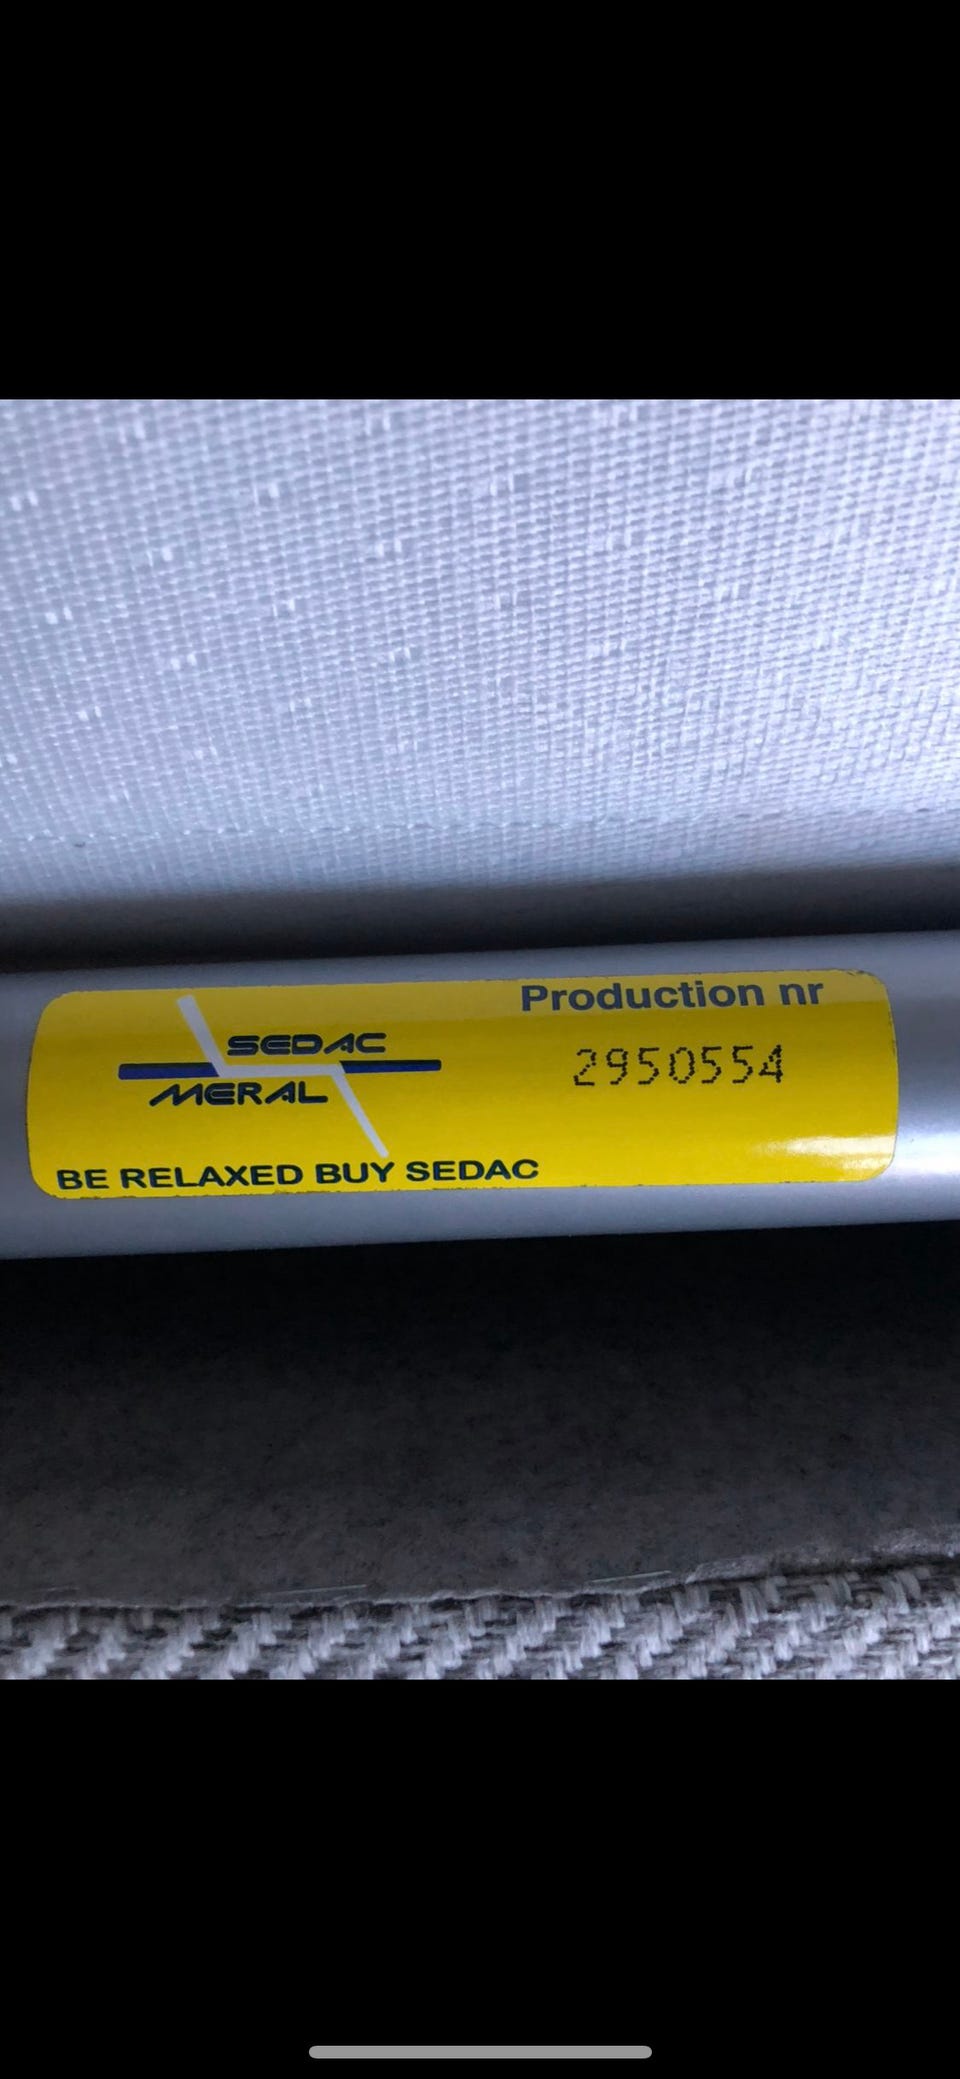 Production nr
SEDAC
MERAL
2950554
BE RELAXED BUY SEDAC